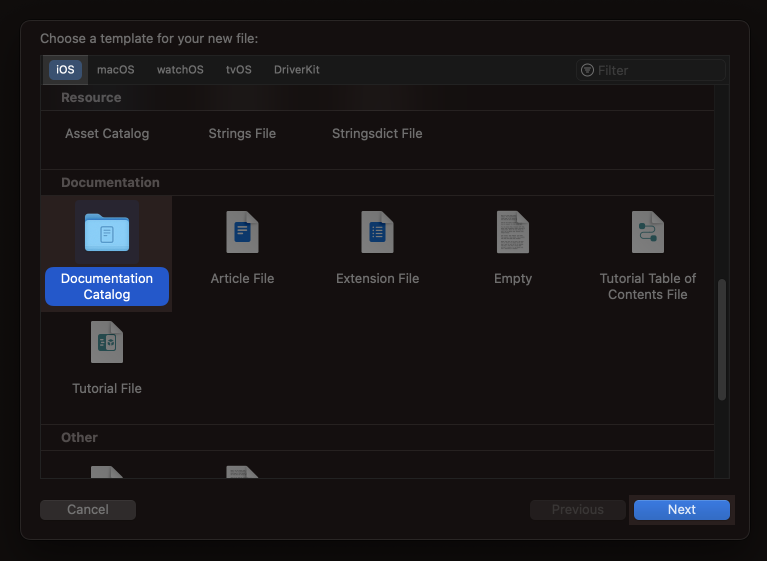 Choose a template for your new file:
iOS macOS watchOS tvOS DriverKit Filter
Resource
Asset Catalog Strings File Stringsdict File
Documentation
Documentation Catalog
Article File
Extension File
Empty
Tutorial Table of
Contents File
Tutorial File
Other
Cancel Previous Next